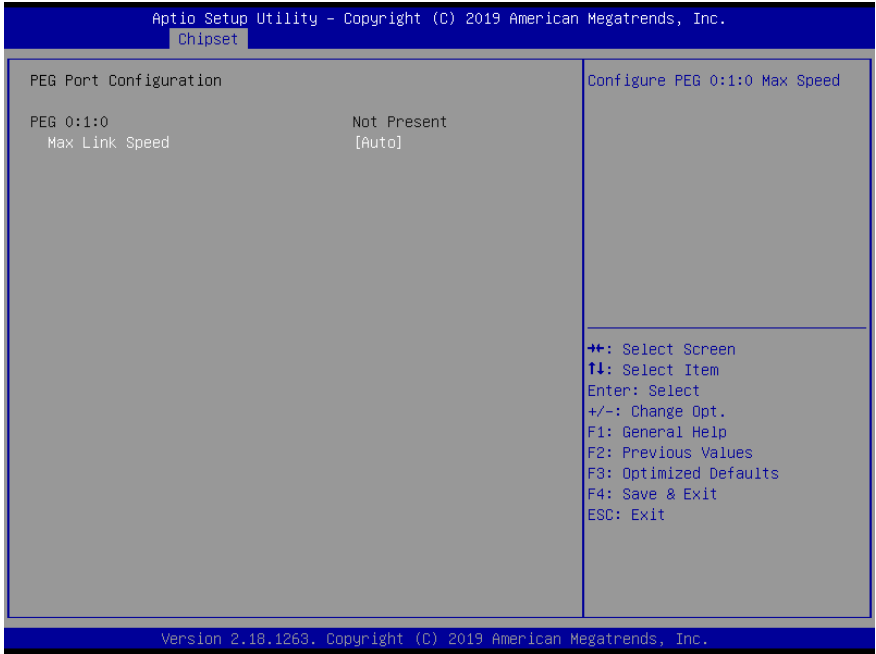 Aptio Setup Utility – Copyright (C) 2019 American Megatrends, Inc.
Chipset
PEG Port Configuration
PEG 0:1:0 Not Present
Max Link Speed [Auto]
Configure PEG 0:1:0 Max Speed
→←: Select Screen
↑↓: Select Item
Enter: Select
+/-: Change Opt.
F1: General Help
F2: Previous Values
F3: Optimized Defaults
F4: Save & Exit
ESC: Exit
Version 2.18.1263. Copyright (C) 2019 American Megatrends, Inc.